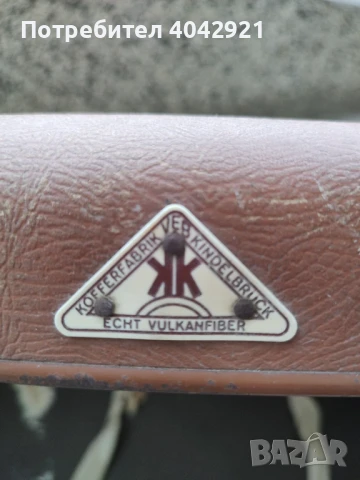 Потребител 4042921
KOFFERFABRIK VEB KINDELBRÜCK
KK
ECHT VULKANFIBER
BAZAR